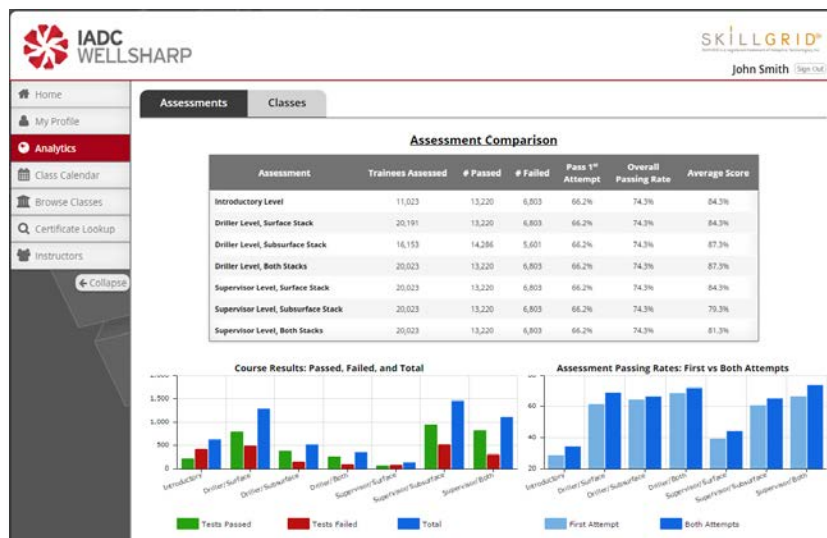 IADC
WELLSHARP
SKILLGRID®
John Smith Sign Out
Home
My Profile
Analytics
Class Calendar
Browse Classes
Certificate Lookup
Instructors
Collapse
Assessments Classes
Assessment Comparison
Assessment Trainees Assessed # Passed # Failed Pass 1st Attempt Overall Passing Rate Average Score
Introductory Level 11,023 13,220 6,803 66.2% 74.3% 84.3%
Driller Level, Surface Stack 20,191 13,220 6,803 66.2% 74.3% 84.3%
Driller Level, Subsurface Stack 16,153 14,286 5,601 66.2% 74.3% 87.3%
Driller Level, Both Stacks 20,023 13,220 6,803 66.2% 74.3% 87.3%
Supervisor Level, Surface Stack 20,023 13,220 6,803 66.2% 74.3% 84.3%
Supervisor Level, Subsurface Stack 20,023 13,220 6,803 66.2% 74.3% 79.3%
Supervisor Level, Both Stacks 20,023 13,220 6,803 66.2% 74.3% 81.3%
Course Results: Passed, Failed, and Total
2,000
1,500
1,000
500
0
Introductory Driller/Surface Driller/Subsurface Driller/Both Supervisor/Surface Supervisor/Subsurface Supervisor/Both
Tests Passed Tests Failed Total
Assessment Passing Rates: First vs Both Attempts
80
60
40
20
Introductory Driller/Surface Driller/Subsurface Driller/Both Supervisor/Surface Supervisor/Subsurface Supervisor/Both
First Attempt Both Attempts